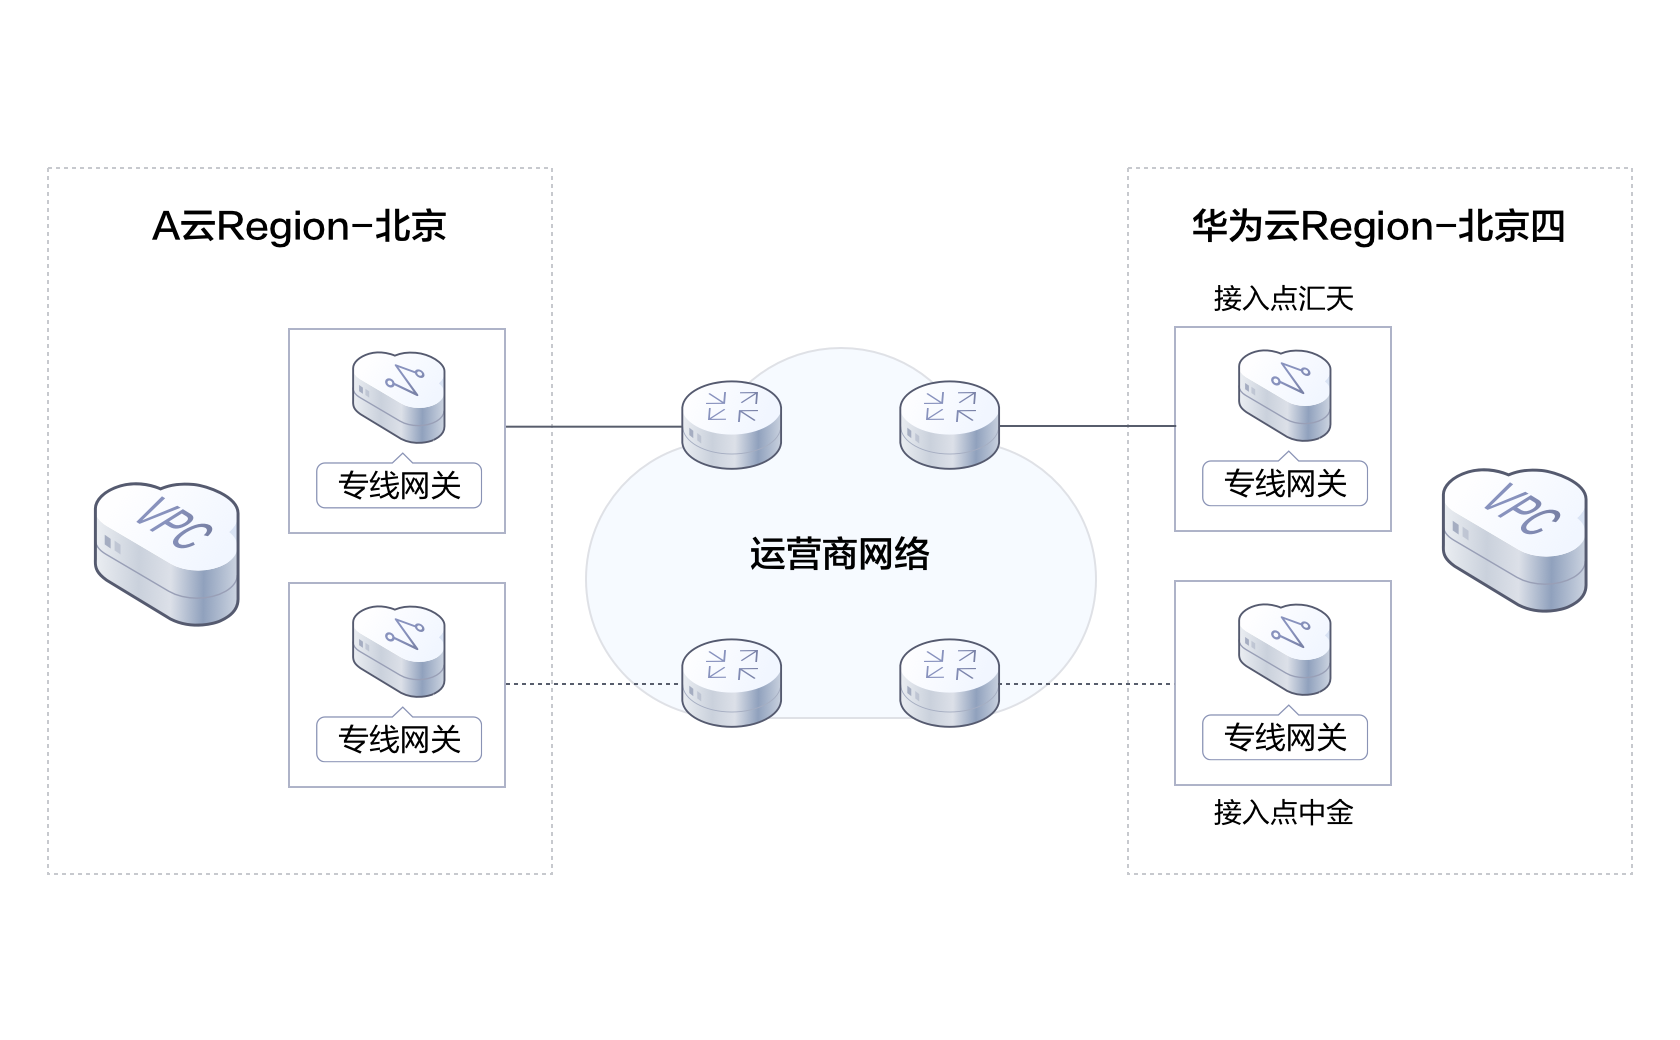 A云Region-北京
专线网关
VPC
专线网关
运营商网络
华为云Region-北京四
接入点汇天
专线网关
VPC
专线网关
接入点中金